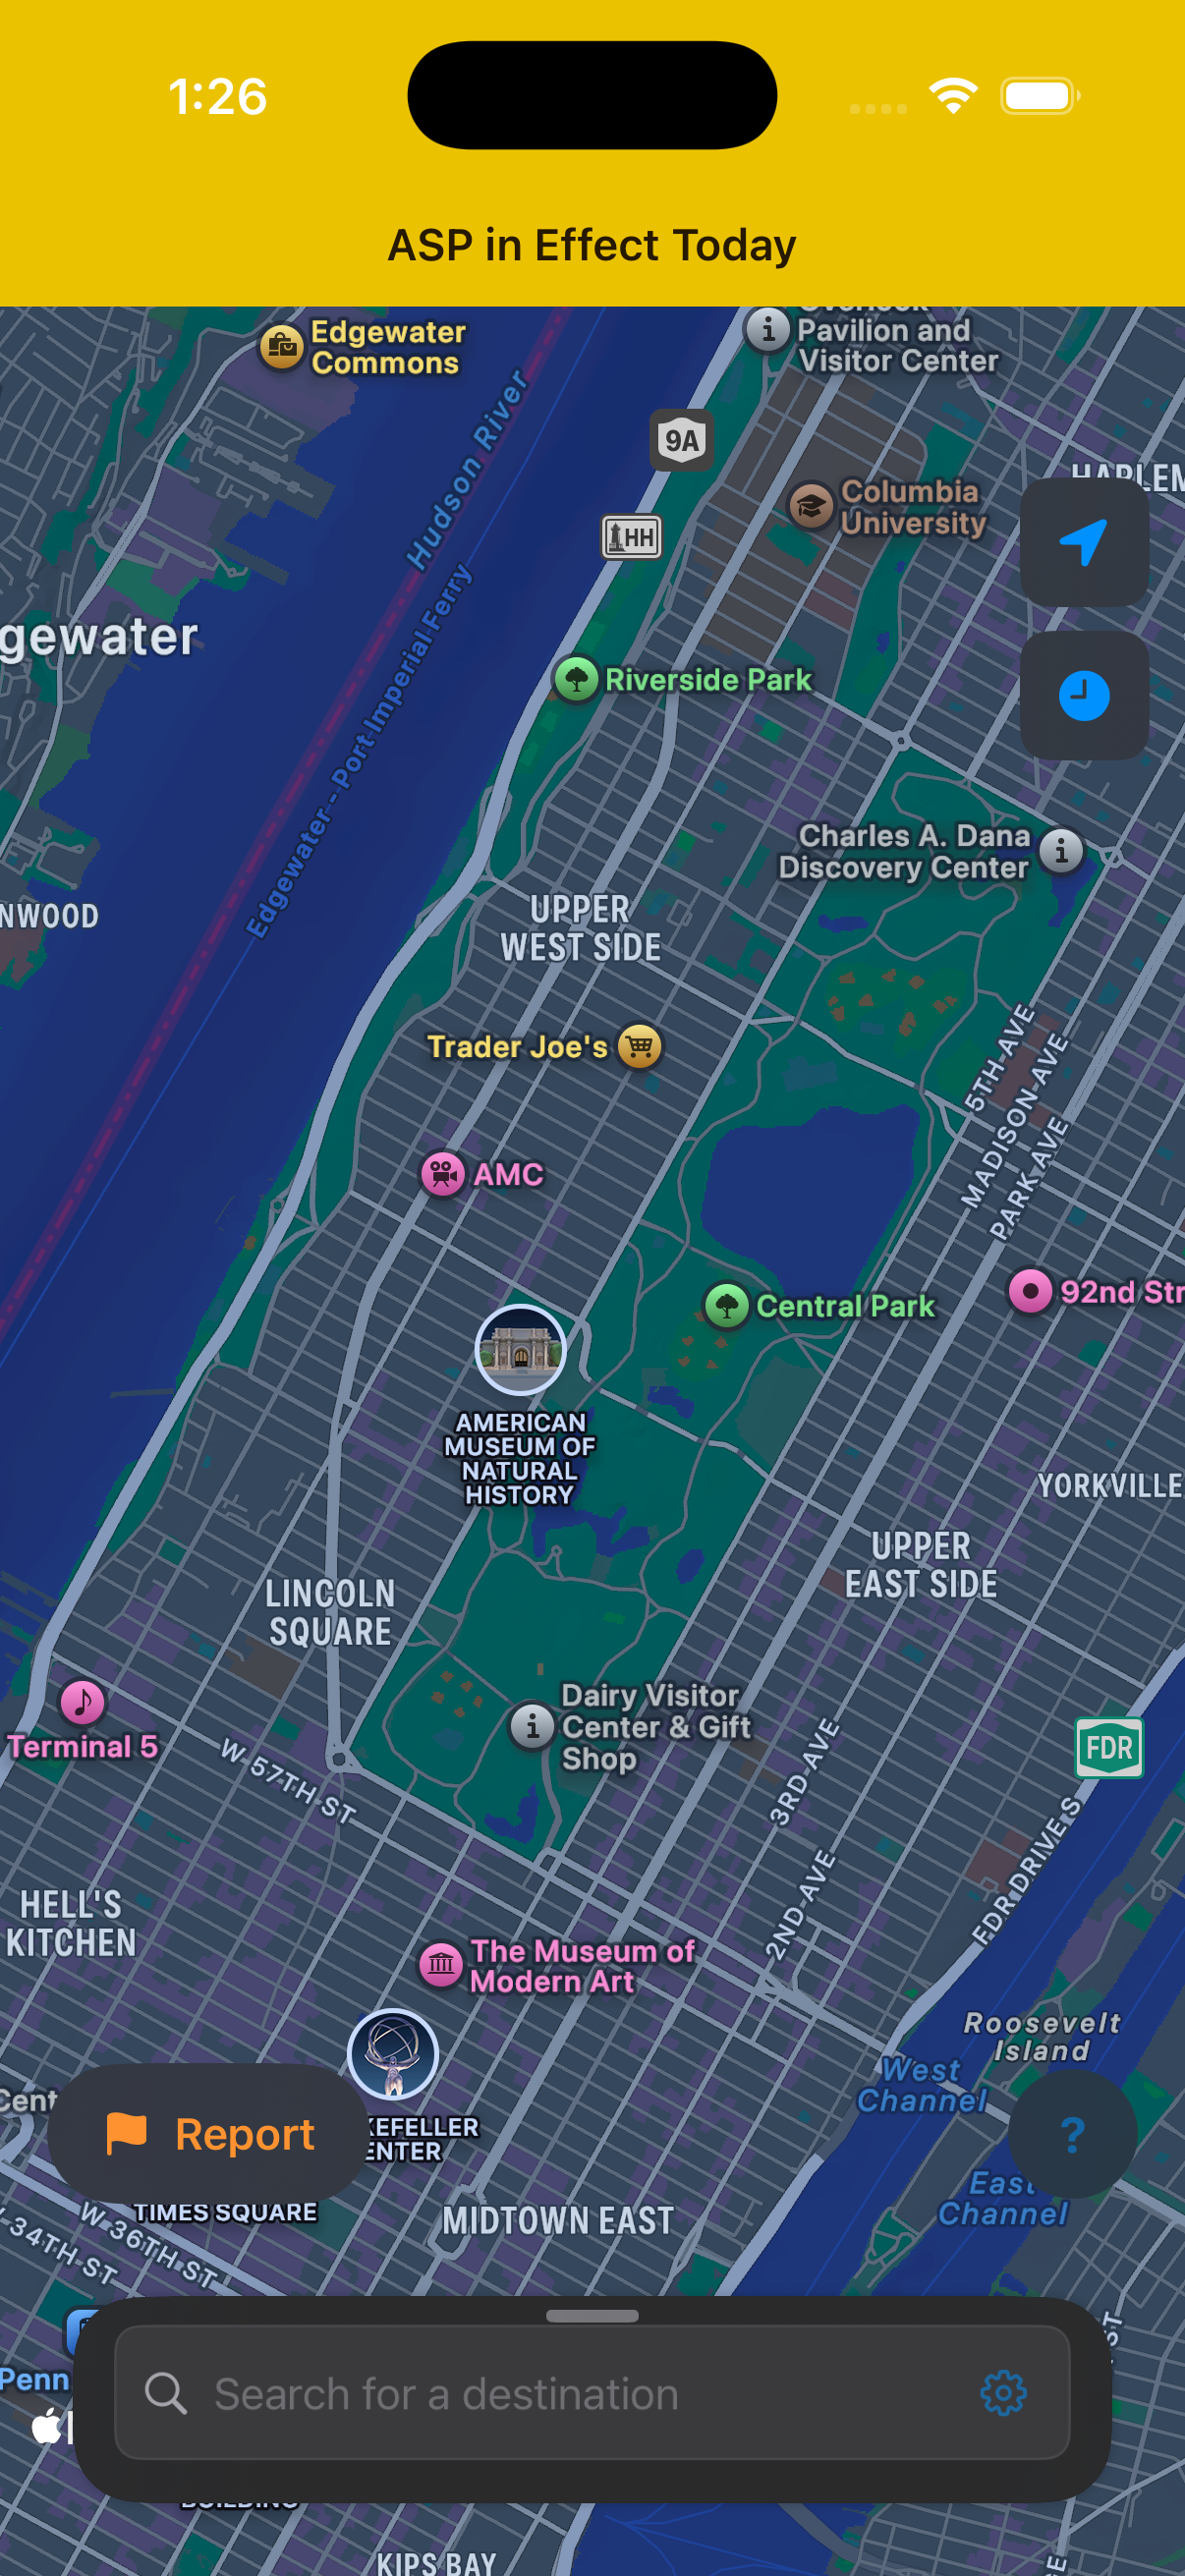 1:26
ASP in Effect Today
Edgewater
Commons
Pavilion and
Visitor Center
Hudson River
9A
HH
Columbia
University
HARLEM
gewater
Edgewater - Port Imperial Ferry
Riverside Park
Charles A. Dana
Discovery Center
NWOOD
UPPER
WEST SIDE
5TH AVE
MADISON AVE
PARK AVE
Trader Joe's
AMC
92nd Str
Central Park
AMERICAN
MUSEUM OF
NATURAL
HISTORY
YORKVILLE
UPPER
EAST SIDE
LINCOLN
SQUARE
Dairy Visitor
Center & Gift
Shop
Terminal 5
W 57TH ST
3RD AVE
FDR
FDR DRIVE S
2ND AVE
HELL'S
KITCHEN
The Museum of
Modern Art
Roosevelt
Island
West
Channel
Cent
Report
KEFELLER
ENTER
?
East
Channel
TIMES SQUARE
MIDTOWN EAST
W 36TH ST
34TH ST
Penn
Search for a destination
BUILDING
KIPS BAY